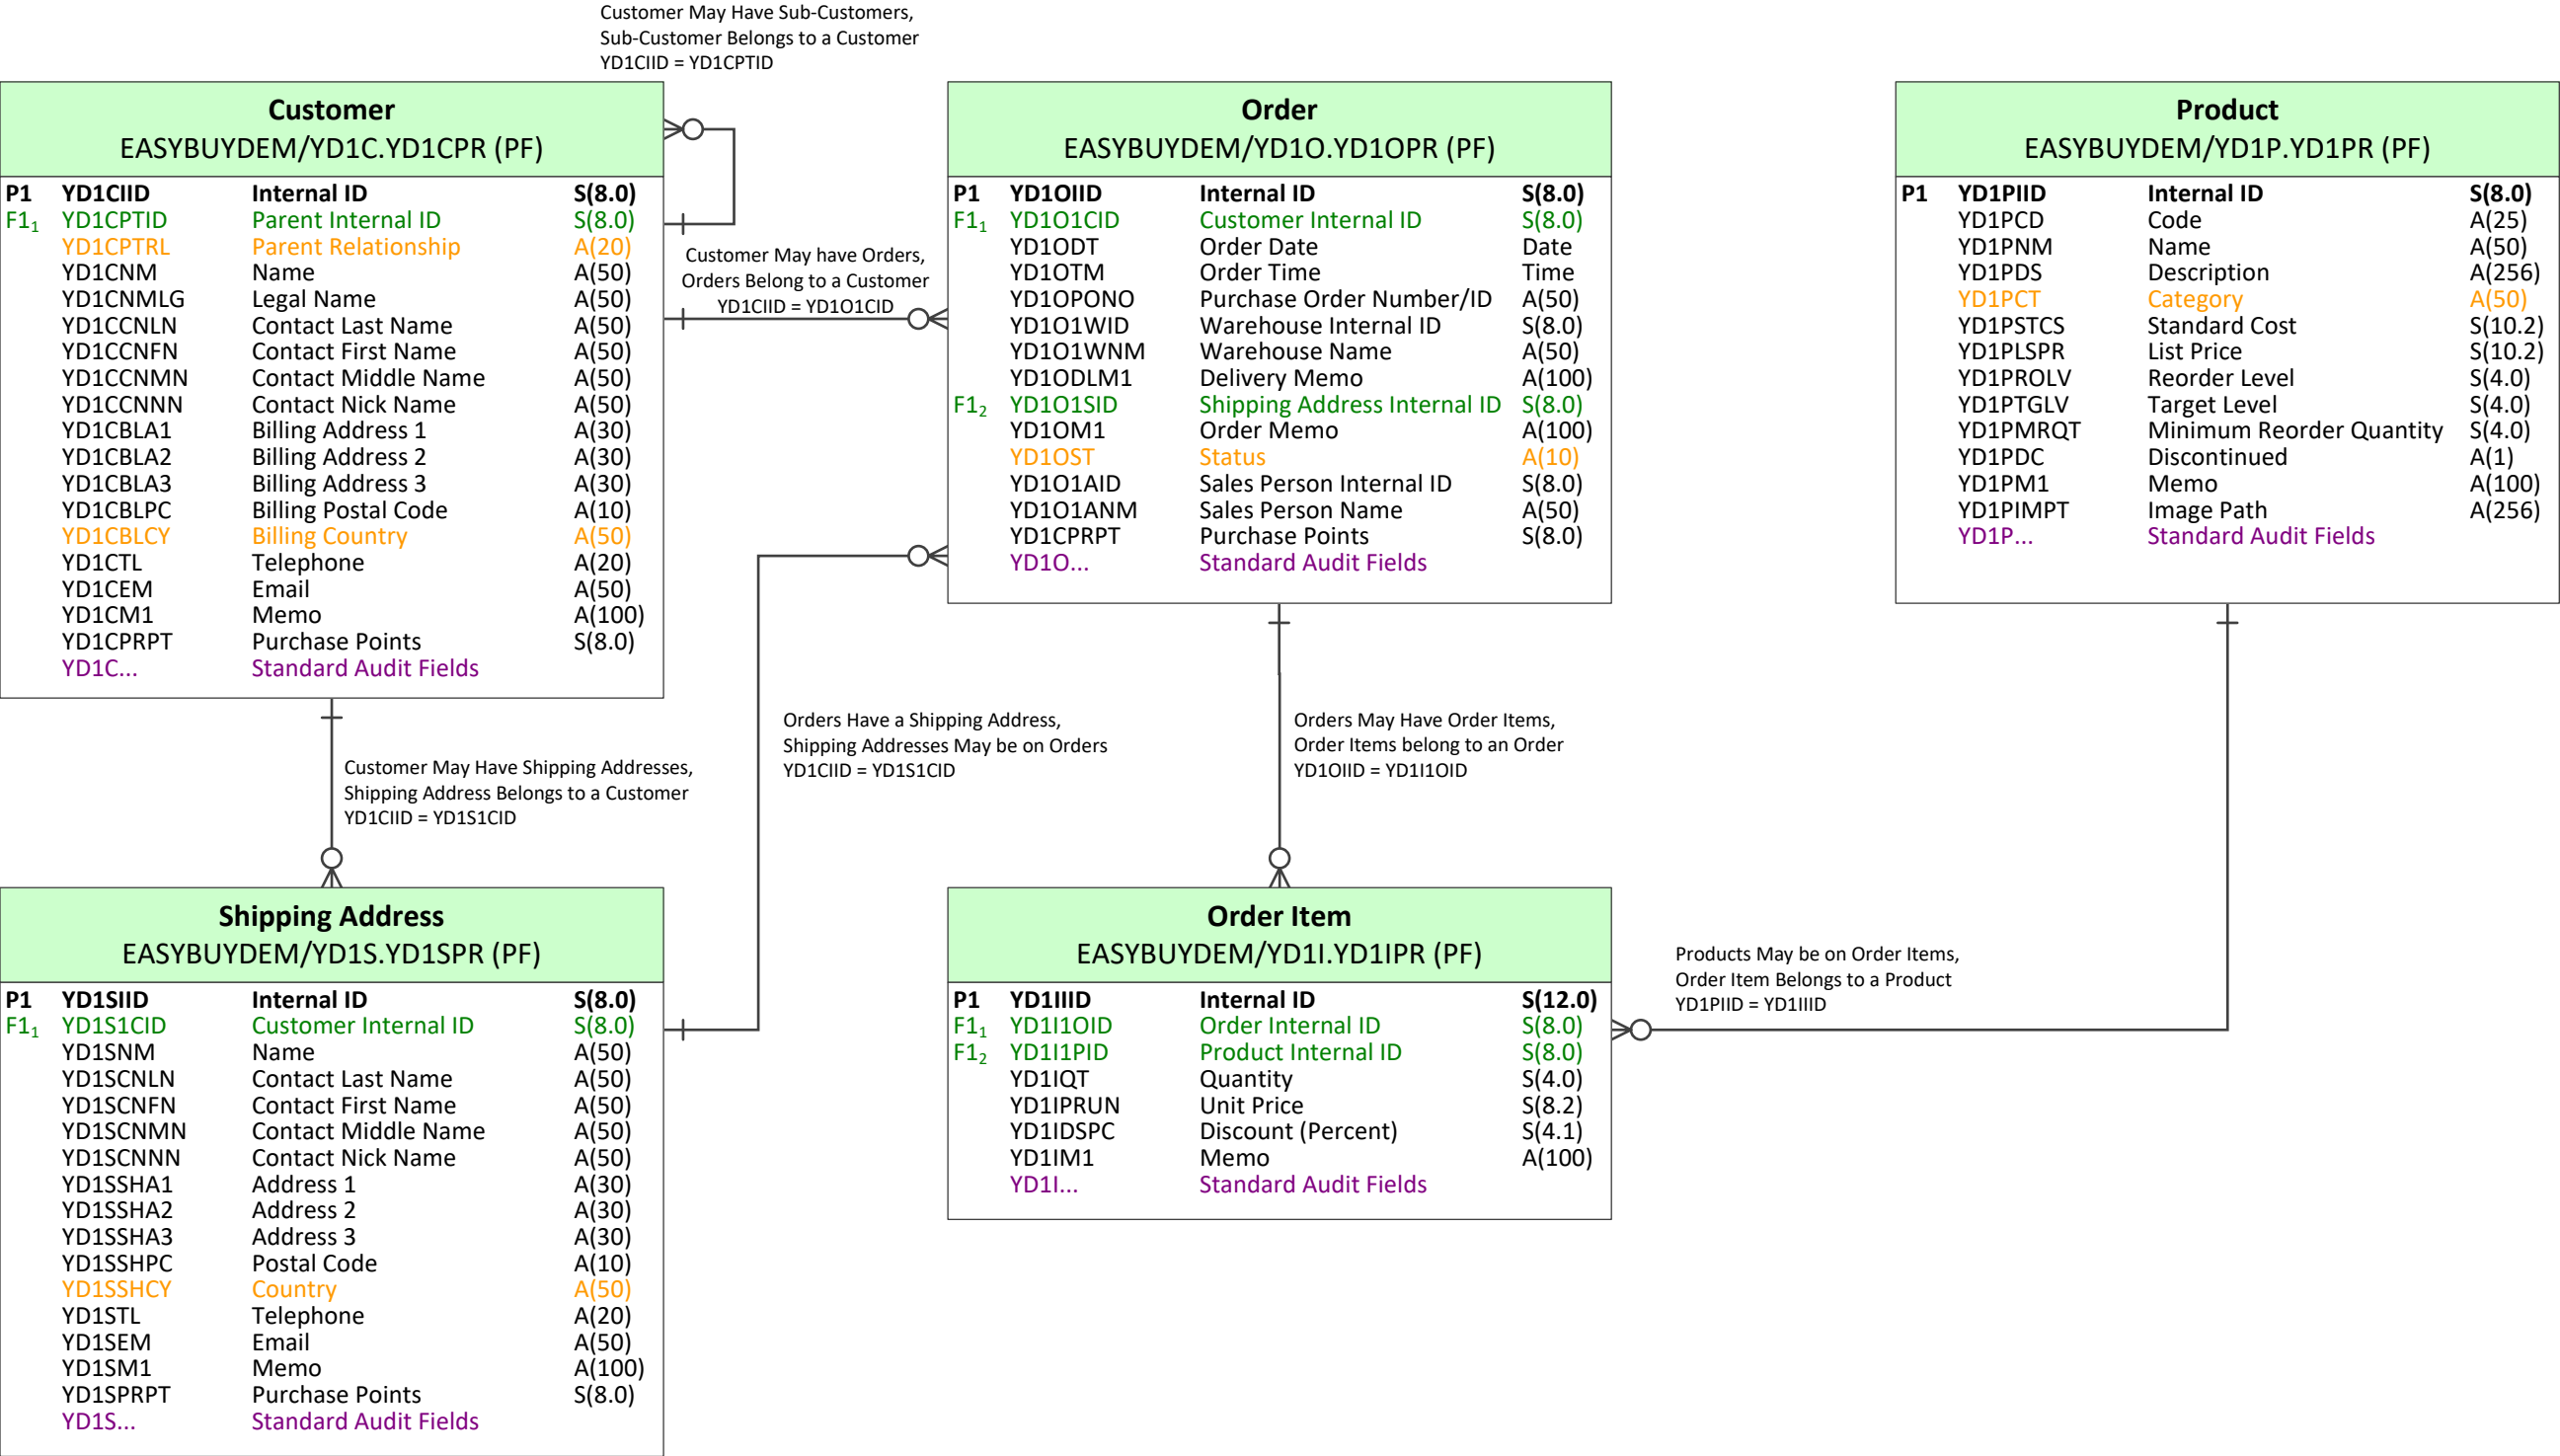 Customer May Have Sub-Customers,
Sub-Customer Belongs to a Customer
YD1CIID = YD1CPTID
Customer
EASYBUYDEM/YD1C.YD1CPR (PF)
P1 YD1CIID Internal ID S(8.0)
F1₁ YD1CPTID Parent Internal ID S(8.0)
YD1CPTRL Parent Relationship A(20)
YD1CNM Name A(50)
YD1CNMLG Legal Name A(50)
YD1CCNLN Contact Last Name A(50)
YD1CCNFN Contact First Name A(50)
YD1CCNMN Contact Middle Name A(50)
YD1CCNNN Contact Nick Name A(50)
YD1CBLA1 Billing Address 1 A(30)
YD1CBLA2 Billing Address 2 A(30)
YD1CBLA3 Billing Address 3 A(30)
YD1CBLPC Billing Postal Code A(10)
YD1CBLCY Billing Country A(50)
YD1CTL Telephone A(20)
YD1CEM Email A(50)
YD1CM1 Memo A(100)
YD1CPRPT Purchase Points S(8.0)
YD1C... Standard Audit Fields
Customer May have Orders,
Orders Belong to a Customer
YD1CIID = YD1O1CID
Order
EASYBUYDEM/YD1O.YD1OPR (PF)
P1 YD1OIID Internal ID S(8.0)
F1₁ YD1O1CID Customer Internal ID S(8.0)
YD1ODT Order Date Date
YD1OTM Order Time Time
YD1OPONO Purchase Order Number/ID A(50)
YD1O1WID Warehouse Internal ID S(8.0)
YD1O1WNM Warehouse Name A(50)
YD1ODLM1 Delivery Memo A(100)
F1₂ YD1O1SID Shipping Address Internal ID S(8.0)
YD1OM1 Order Memo A(100)
YD1OST Status A(10)
YD1O1AID Sales Person Internal ID S(8.0)
YD1O1ANM Sales Person Name A(50)
YD1CPRPT Purchase Points S(8.0)
YD1O... Standard Audit Fields
Product
EASYBUYDEM/YD1P.YD1PR (PF)
P1 YD1PIID Internal ID S(8.0)
YD1PCD Code A(25)
YD1PNM Name A(50)
YD1PDS Description A(256)
YD1PCT Category A(50)
YD1PSTCS Standard Cost S(10.2)
YD1PLSPR List Price S(10.2)
YD1PROLV Reorder Level S(4.0)
YD1PTGLV Target Level S(4.0)
YD1PMRQT Minimum Reorder Quantity S(4.0)
YD1PDC Discontinued A(1)
YD1PM1 Memo A(100)
YD1PIMPT Image Path A(256)
YD1P... Standard Audit Fields
Customer May Have Shipping Addresses,
Shipping Address Belongs to a Customer
YD1CIID = YD1S1CID
Orders Have a Shipping Address,
Shipping Addresses May be on Orders
YD1CIID = YD1S1CID
Orders May Have Order Items,
Order Items belong to an Order
YD1OIID = YD1I1OID
Shipping Address
EASYBUYDEM/YD1S.YD1SPR (PF)
P1 YD1SIID Internal ID S(8.0)
F1₁ YD1S1CID Customer Internal ID S(8.0)
YD1SNM Name A(50)
YD1SCNLN Contact Last Name A(50)
YD1SCNFN Contact First Name A(50)
YD1SCNMN Contact Middle Name A(50)
YD1SCNNN Contact Nick Name A(50)
YD1SSHA1 Address 1 A(30)
YD1SSHA2 Address 2 A(30)
YD1SSHA3 Address 3 A(30)
YD1SSHPC Postal Code A(10)
YD1SSHCY Country A(50)
YD1STL Telephone A(20)
YD1SEM Email A(50)
YD1SM1 Memo A(100)
YD1SPRPT Purchase Points S(8.0)
YD1S... Standard Audit Fields
Order Item
EASYBUYDEM/YD1I.YD1IPR (PF)
P1 YD1IIID Internal ID S(12.0)
F1₁ YD1I1OID Order Internal ID S(8.0)
F1₂ YD1I1PID Product Internal ID S(8.0)
YD1IQT Quantity S(4.0)
YD1IPRUN Unit Price S(8.2)
YD1IDSPC Discount (Percent) S(4.1)
YD1IM1 Memo A(100)
YD1I... Standard Audit Fields
Products May be on Order Items,
Order Item Belongs to a Product
YD1PIID = YD1IIID